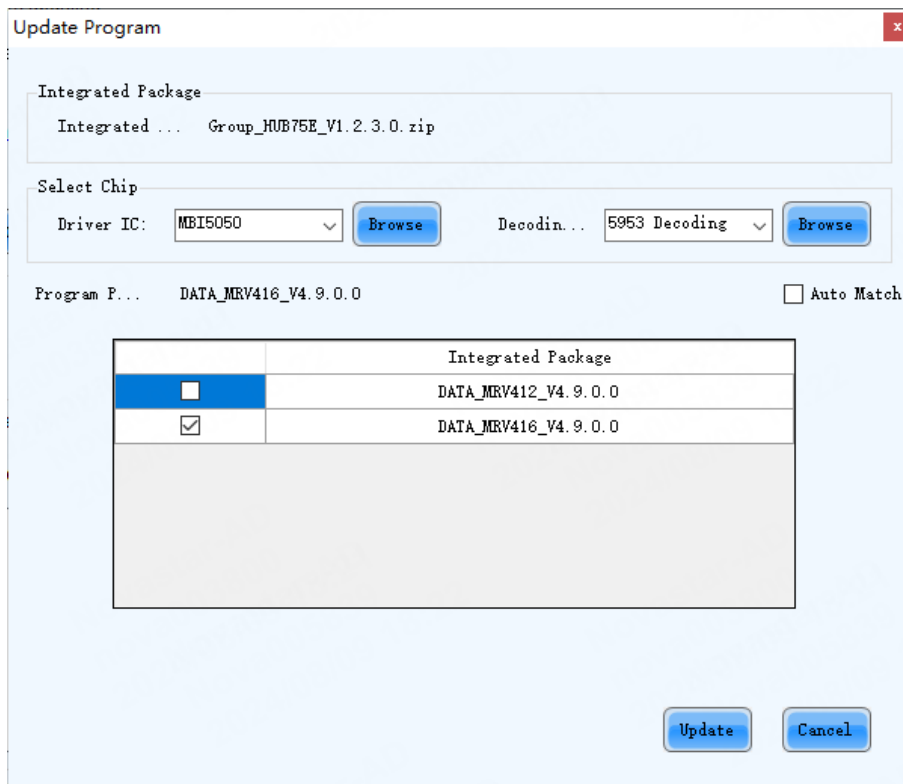 Update Program
x
Integrated Package
Integrated ... Group_HUB75E_V1.2.3.0.zip
Select Chip
Driver IC: MBI5050 Browse Decodin... 5953 Decoding Browse
Program P... DATA_MRV416_V4.9.0.0 Auto Match
Integrated Package
DATA_MRV412_V4.9.0.0
DATA_MRV416_V4.9.0.0
Update Cancel